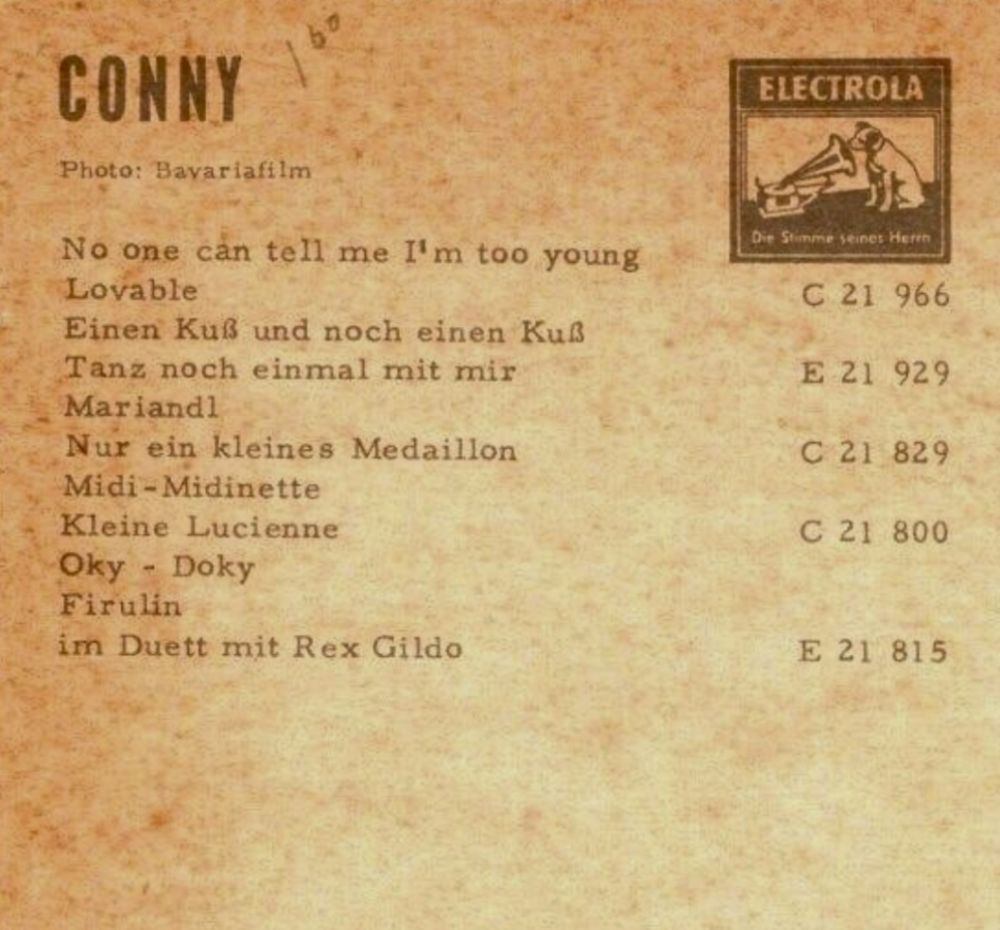 160
CONNY
ELECTROLA
Die Stimme seines Herrn
Photo: Bavariafilm
No one can tell me I'm too young
Lovable C 21 966
Einen Kuß und noch einen Kuß
Tanz noch einmal mit mir E 21 929
Mariandl
Nur ein kleines Medaillon C 21 829
Midi-Midinette
Kleine Lucienne C 21 800
Oky - Doky
Firulin
im Duett mit Rex Gildo E 21 815